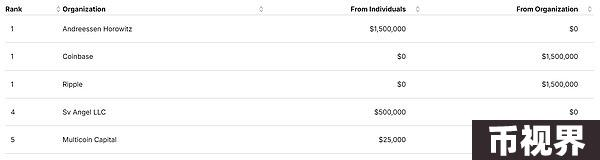 Rank Organization From Individuals From Organization
1 Andreessen Horowitz $1,500,000 $0
1 Coinbase $0 $1,500,000
1 Ripple $0 $1,500,000
4 Sv Angel LLC $500,000 $0
5 Multicoin Capital $25,000
币视界